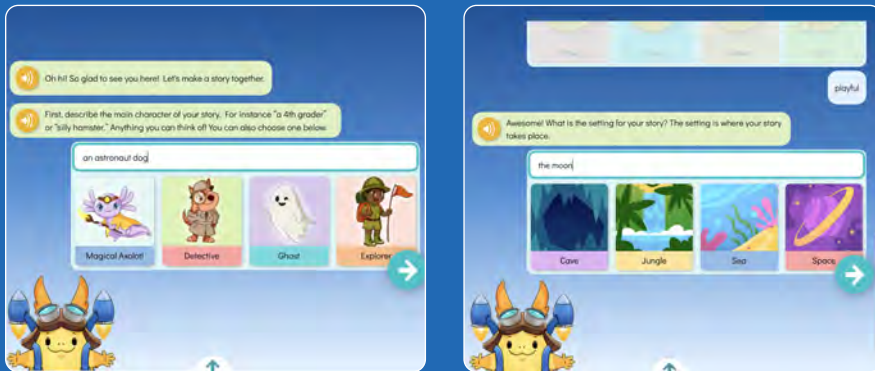 Oh hi! So glad to see you here! Let's make a story together.
First, describe the main character of your story. For instance "a 4th grader"
or "silly hamster." Anything you can think of! You can also choose one below.
an astronaut dog
Magical Axolotl
Detective
Ghost
Explorer
playful
Awesome! What is the setting for your story? The setting is where your story
takes place.
the moon
Cave
Jungle
Sea
Space